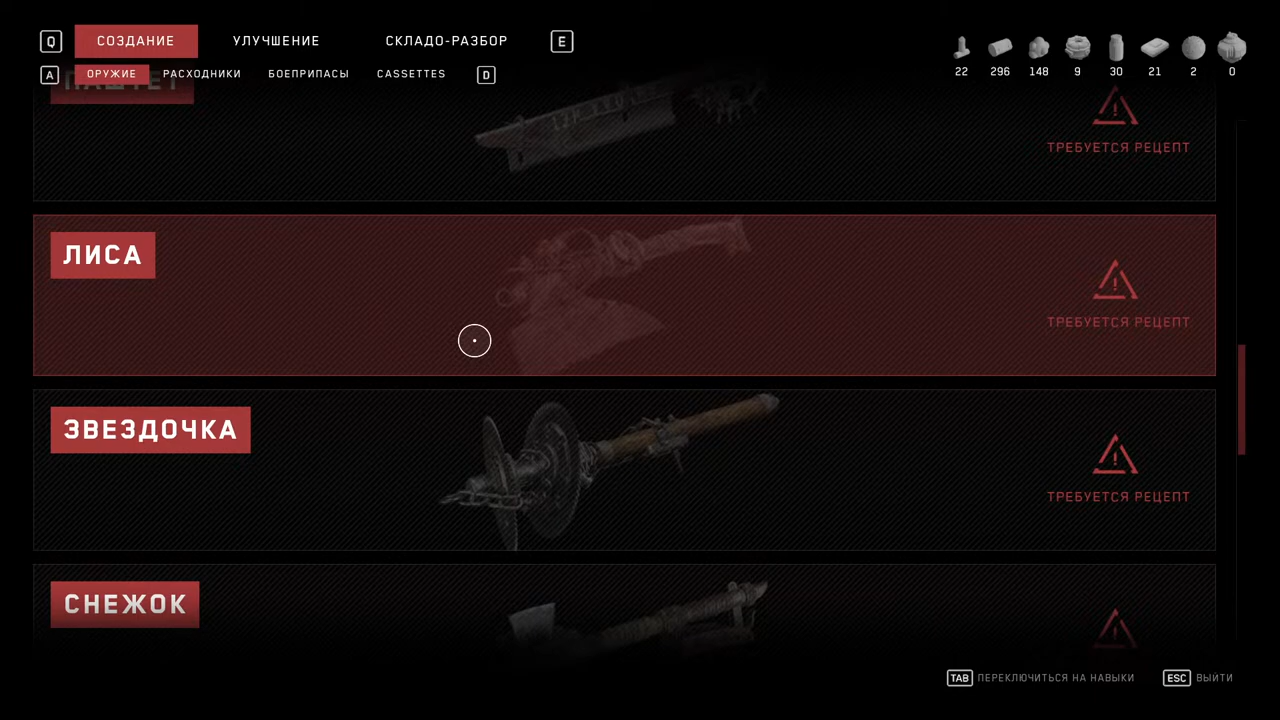 Q СОЗДАНИЕ УЛУЧШЕНИЕ СКЛАДО-РАЗБОР E
A ОРУЖИЕ РАСХОДНИКИ БОЕПРИПАСЫ CASSETTES D
22 296 148 9 30 21 2 0
ПАШТЕТ
ТРЕБУЕТСЯ РЕЦЕПТ
ЛИСА
ТРЕБУЕТСЯ РЕЦЕПТ
ЗВЕЗДОЧКА
ТРЕБУЕТСЯ РЕЦЕПТ
СНЕЖОК
TAB ПЕРЕКЛЮЧИТЬСЯ НА НАВЫКИ ESC ВЫЙТИ